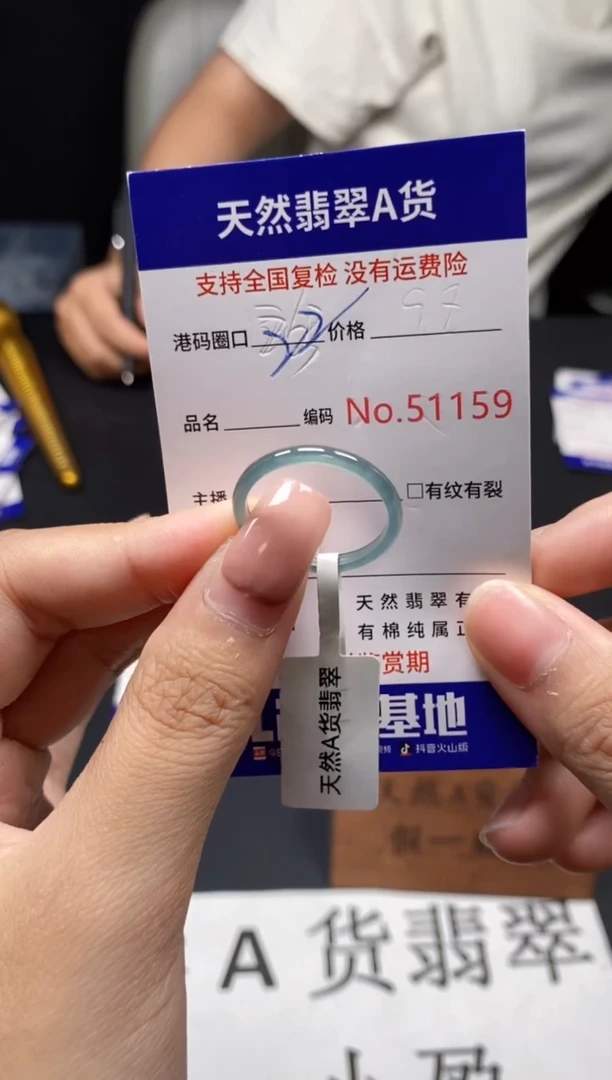 天然翡翠A货
支持全国复检 没有运费险
港码圈口 价格 97
品名 编码 No.51159
主播 □有纹有裂
天然翡翠有
有棉纯属正
赏期
基地
抖音火山版
天然A货翡翠
A货翡翠